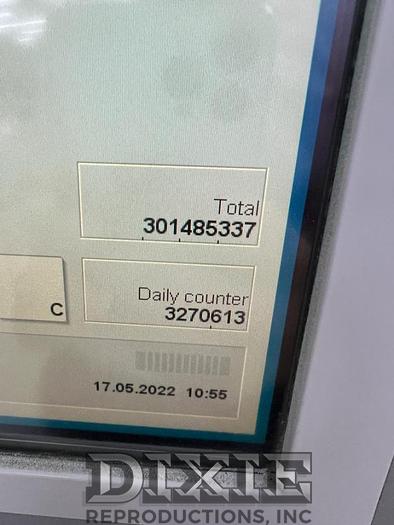 Total
301485337
Daily counter
3270613
C
17.05.2022 10:55
DIXIE
REPRODUCTIONS, INC